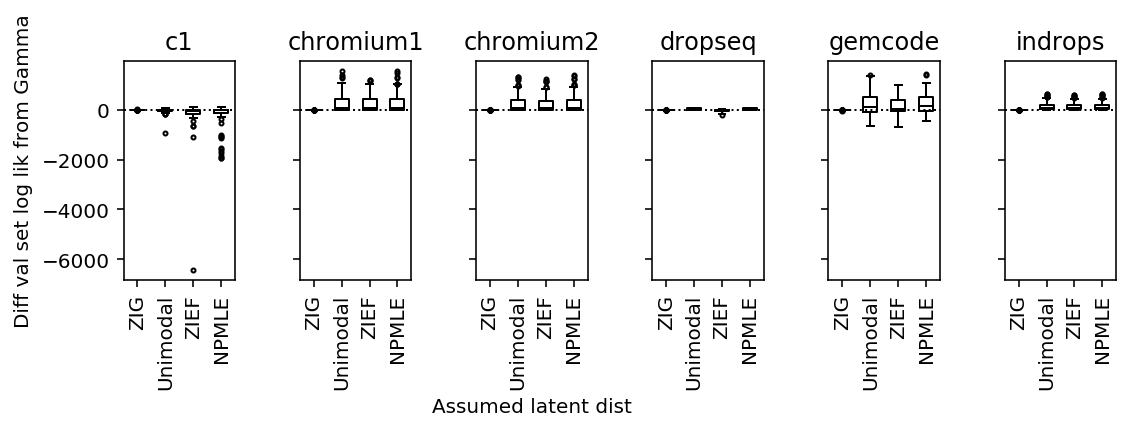 c1
chromium1
chromium2
dropseq
gemcode
indrops
Diff val set log lik from Gamma
0
−2000
−4000
−6000
ZIG
Unimodal
ZIEF
NPMLE
ZIG
Unimodal
ZIEF
NPMLE
ZIG
Unimodal
ZIEF
NPMLE
ZIG
Unimodal
ZIEF
NPMLE
ZIG
Unimodal
ZIEF
NPMLE
ZIG
Unimodal
ZIEF
NPMLE
Assumed latent dist